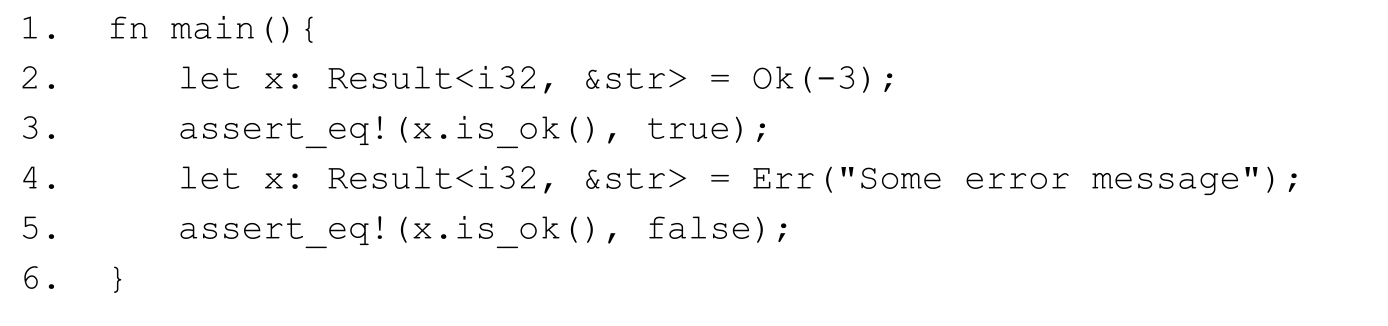 1. fn main(){
2. let x: Result<i32, &str> = Ok(-3);
3. assert_eq!(x.is_ok(), true);
4. let x: Result<i32, &str> = Err("Some error message");
5. assert_eq!(x.is_ok(), false);
6. }